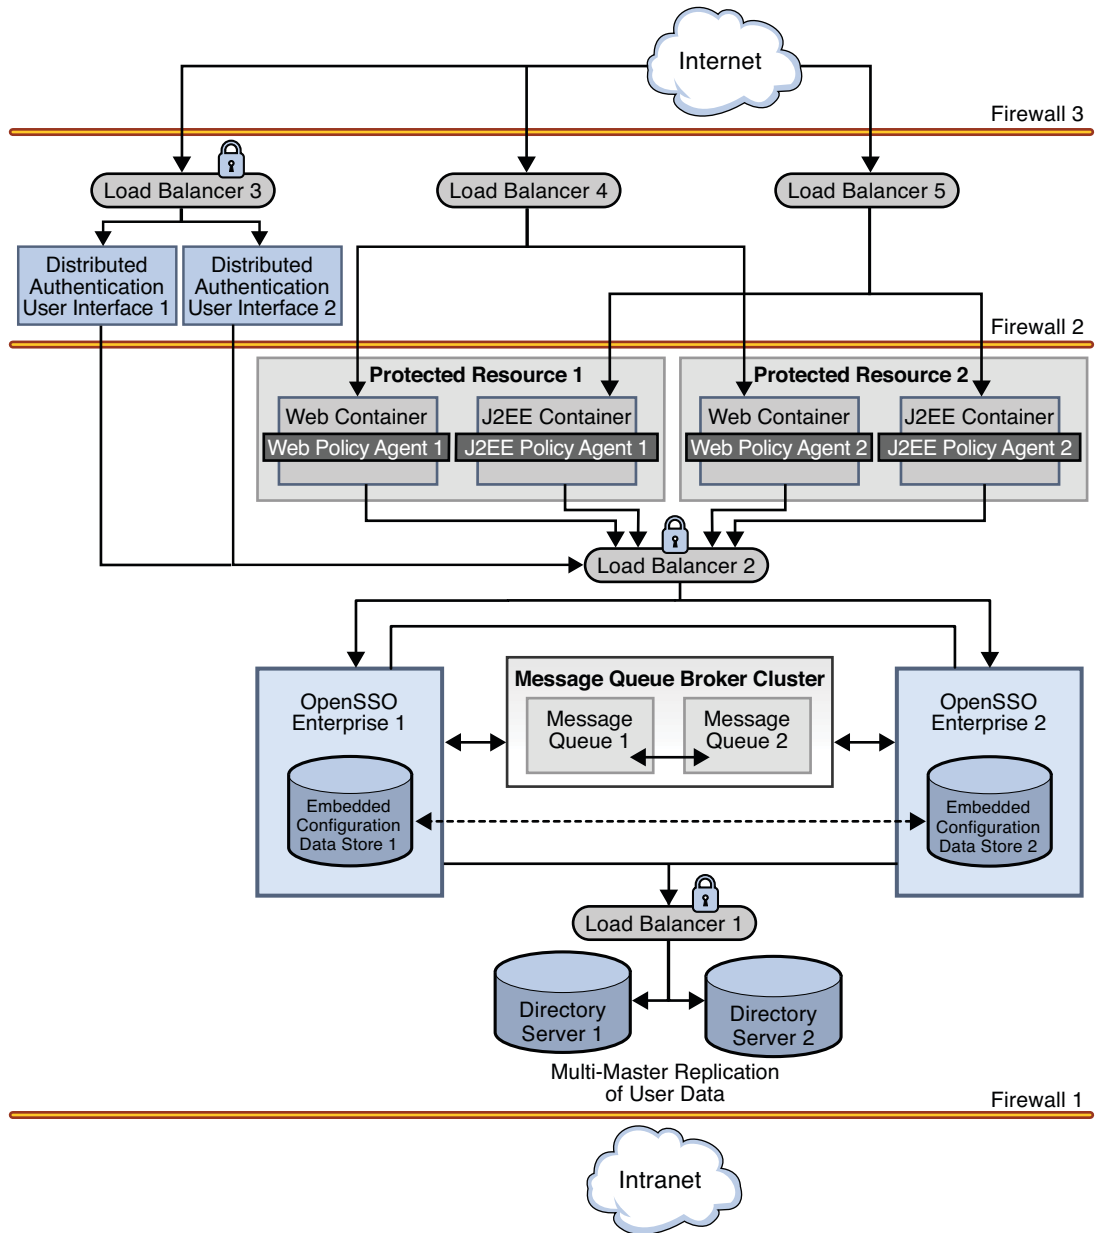 Internet
Firewall 3
Load Balancer 3
Load Balancer 4
Load Balancer 5
Distributed
Authentication
User Interface 1
Distributed
Authentication
User Interface 2
Firewall 2
Protected Resource 1
Web Container
Web Policy Agent 1
J2EE Container
J2EE Policy Agent 1
Protected Resource 2
Web Container
Web Policy Agent 2
J2EE Container
J2EE Policy Agent 2
Load Balancer 2
OpenSSO
Enterprise 1
Embedded
Configuration
Data Store 1
Message Queue Broker Cluster
Message
Queue 1
Message
Queue 2
OpenSSO
Enterprise 2
Embedded
Configuration
Data Store 2
Load Balancer 1
Directory
Server 1
Directory
Server 2
Multi-Master Replication
of User Data
Firewall 1
Intranet